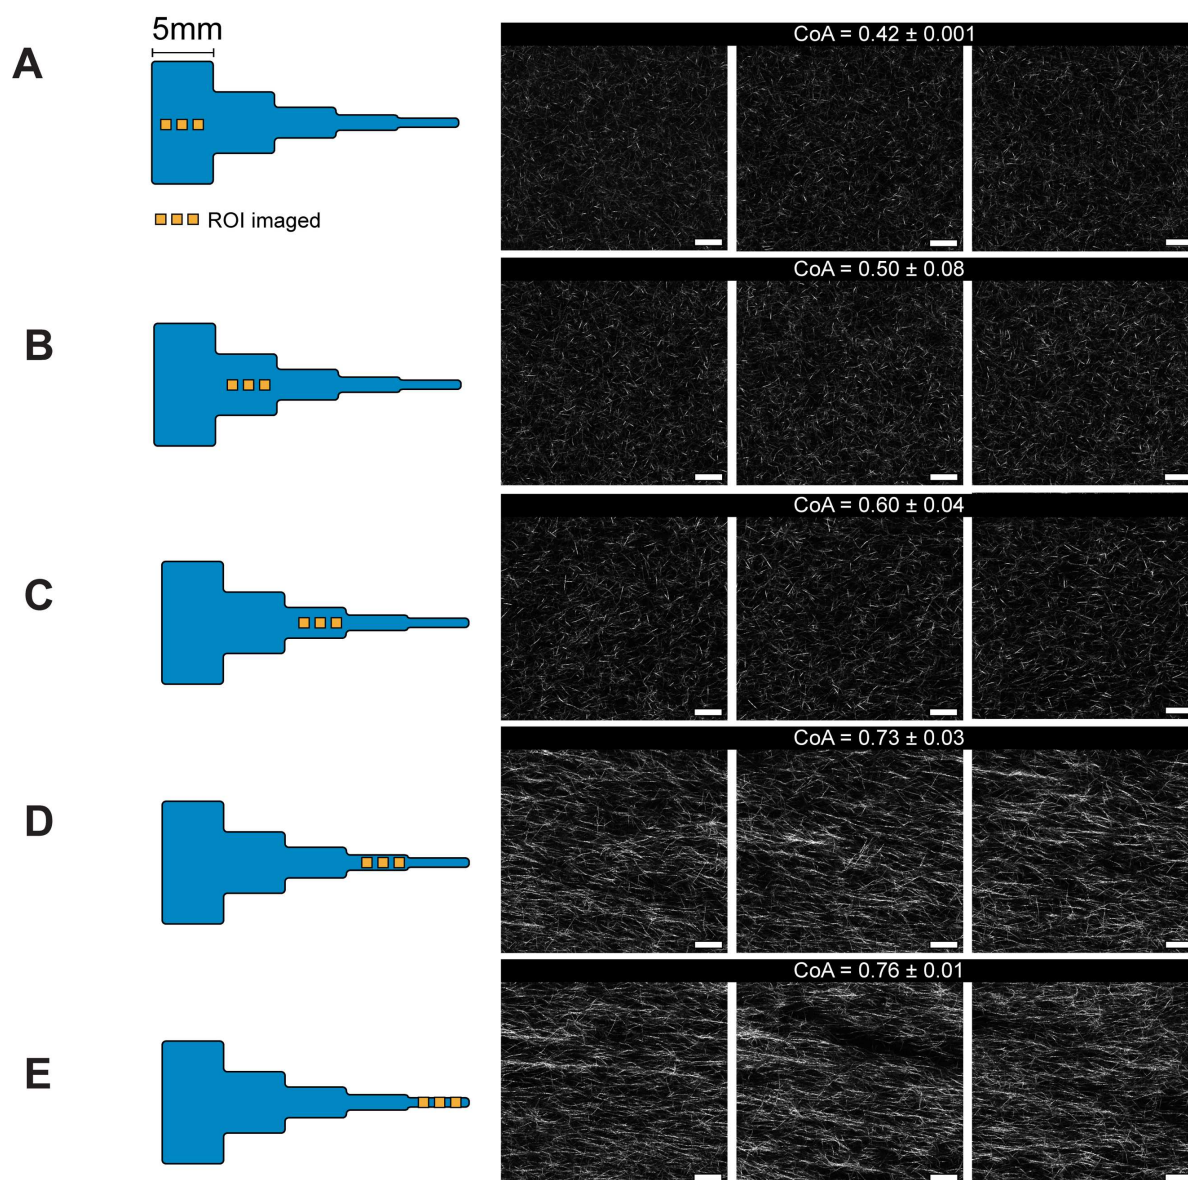 5mm
A
CoA = 0.42 ± 0.001
ROI imaged
B
CoA = 0.50 ± 0.08
C
CoA = 0.60 ± 0.04
D
CoA = 0.73 ± 0.03
E
CoA = 0.76 ± 0.01